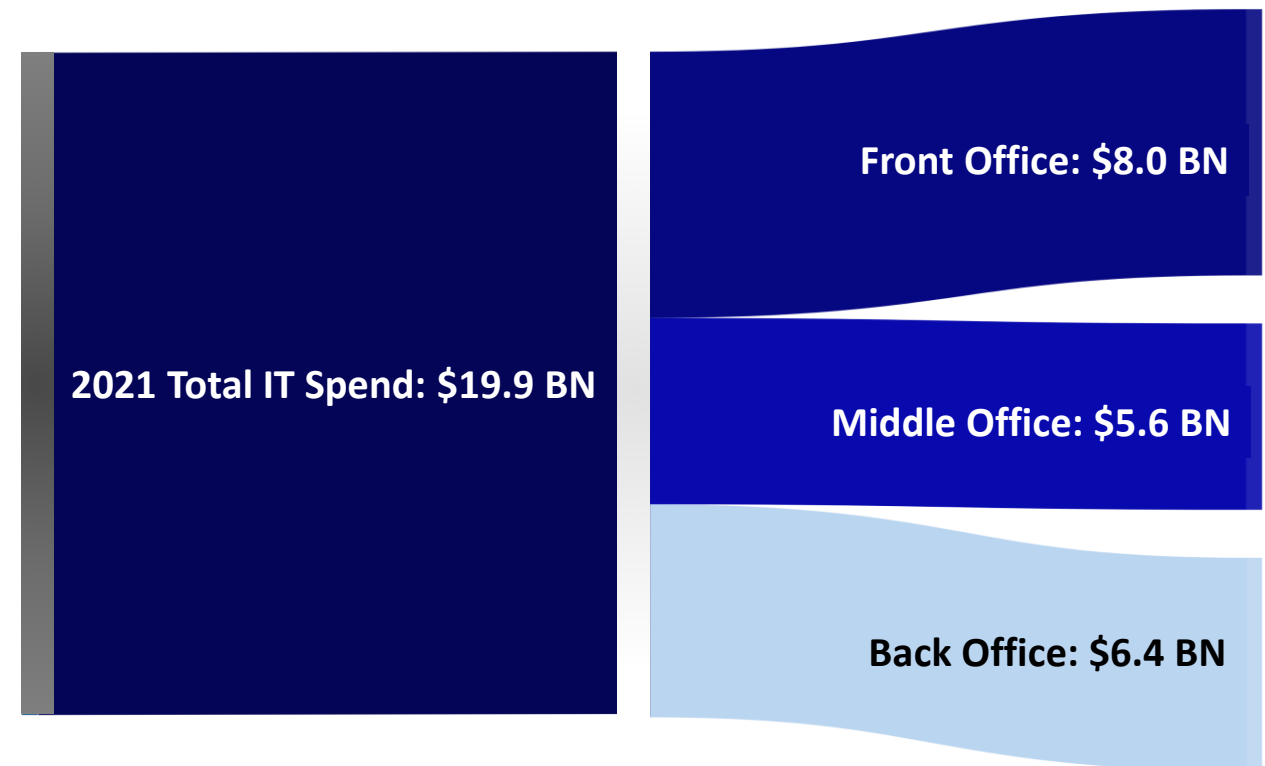 Front Office: $8.0 BN
2021 Total IT Spend: $19.9 BN
Middle Office: $5.6 BN
Back Office: $6.4 BN